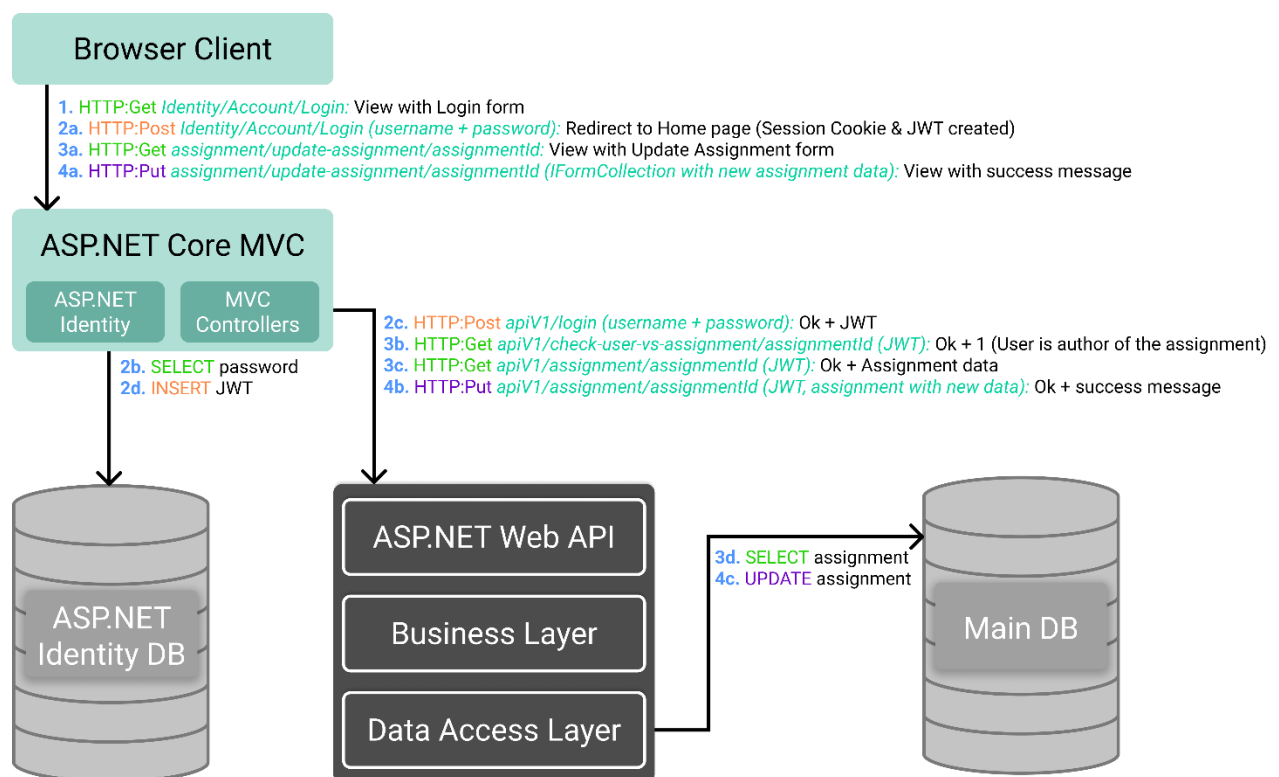 Browser Client
1. HTTP:Get Identity/Account/Login: View with Login form
2a. HTTP:Post Identity/Account/Login (username + password): Redirect to Home page (Session Cookie & JWT created)
3a. HTTP:Get assignment/update-assignment/assignmentId: View with Update Assignment form
4a. HTTP:Put assignment/update-assignment/assignmentId (IFormCollection with new assignment data): View with success message
ASP.NET Core MVC
ASP.NET
Identity
MVC
Controllers
2c. HTTP:Post apiV1/login (username + password): Ok + JWT
3b. HTTP:Get apiV1/check-user-vs-assignment/assignmentId (JWT): Ok + 1 (User is author of the assignment)
3c. HTTP:Get apiV1/assignment/assignmentId (JWT): Ok + Assignment data
4b. HTTP:Put apiV1/assignment/assignmentId (JWT, assignment with new data): Ok + success message
2b. SELECT password
2d. INSERT JWT
ASP.NET
Identity DB
ASP.NET Web API
Business Layer
Data Access Layer
3d. SELECT assignment
4c. UPDATE assignment
Main DB